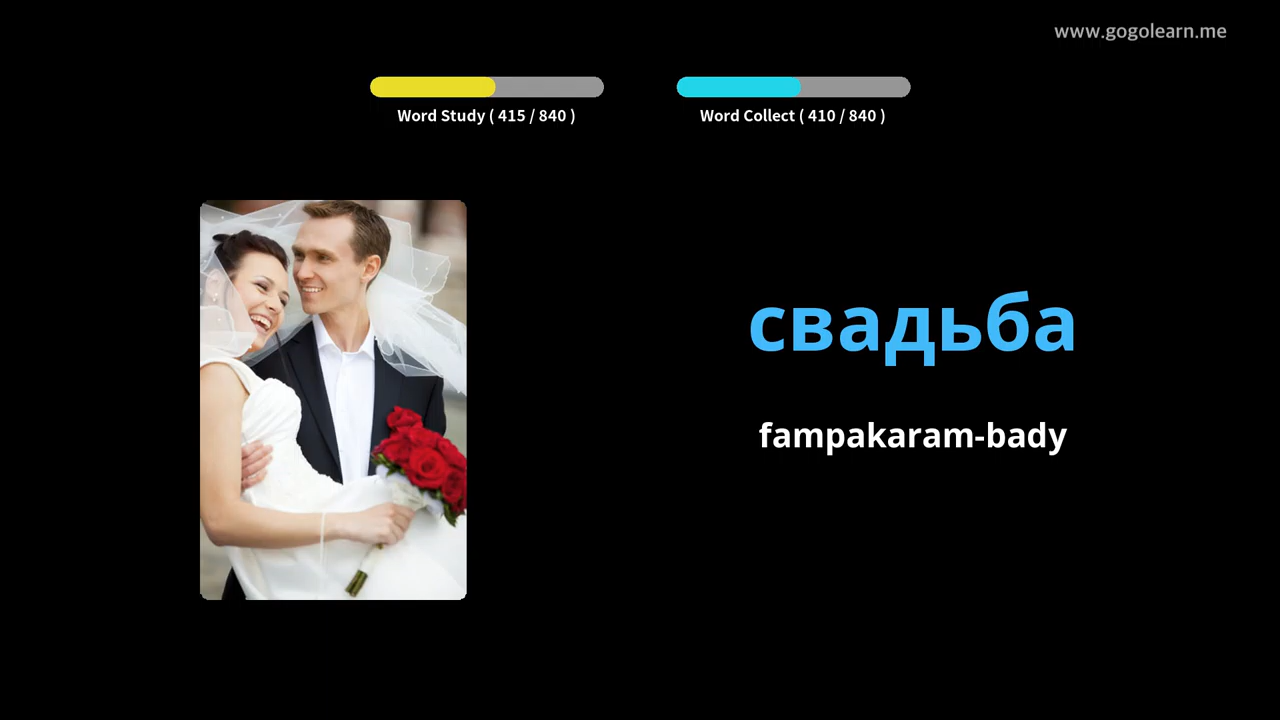 www.gogolearn.me
Word Study ( 415 / 840 )
Word Collect ( 410 / 840 )
свадьба
fampakaram-bady